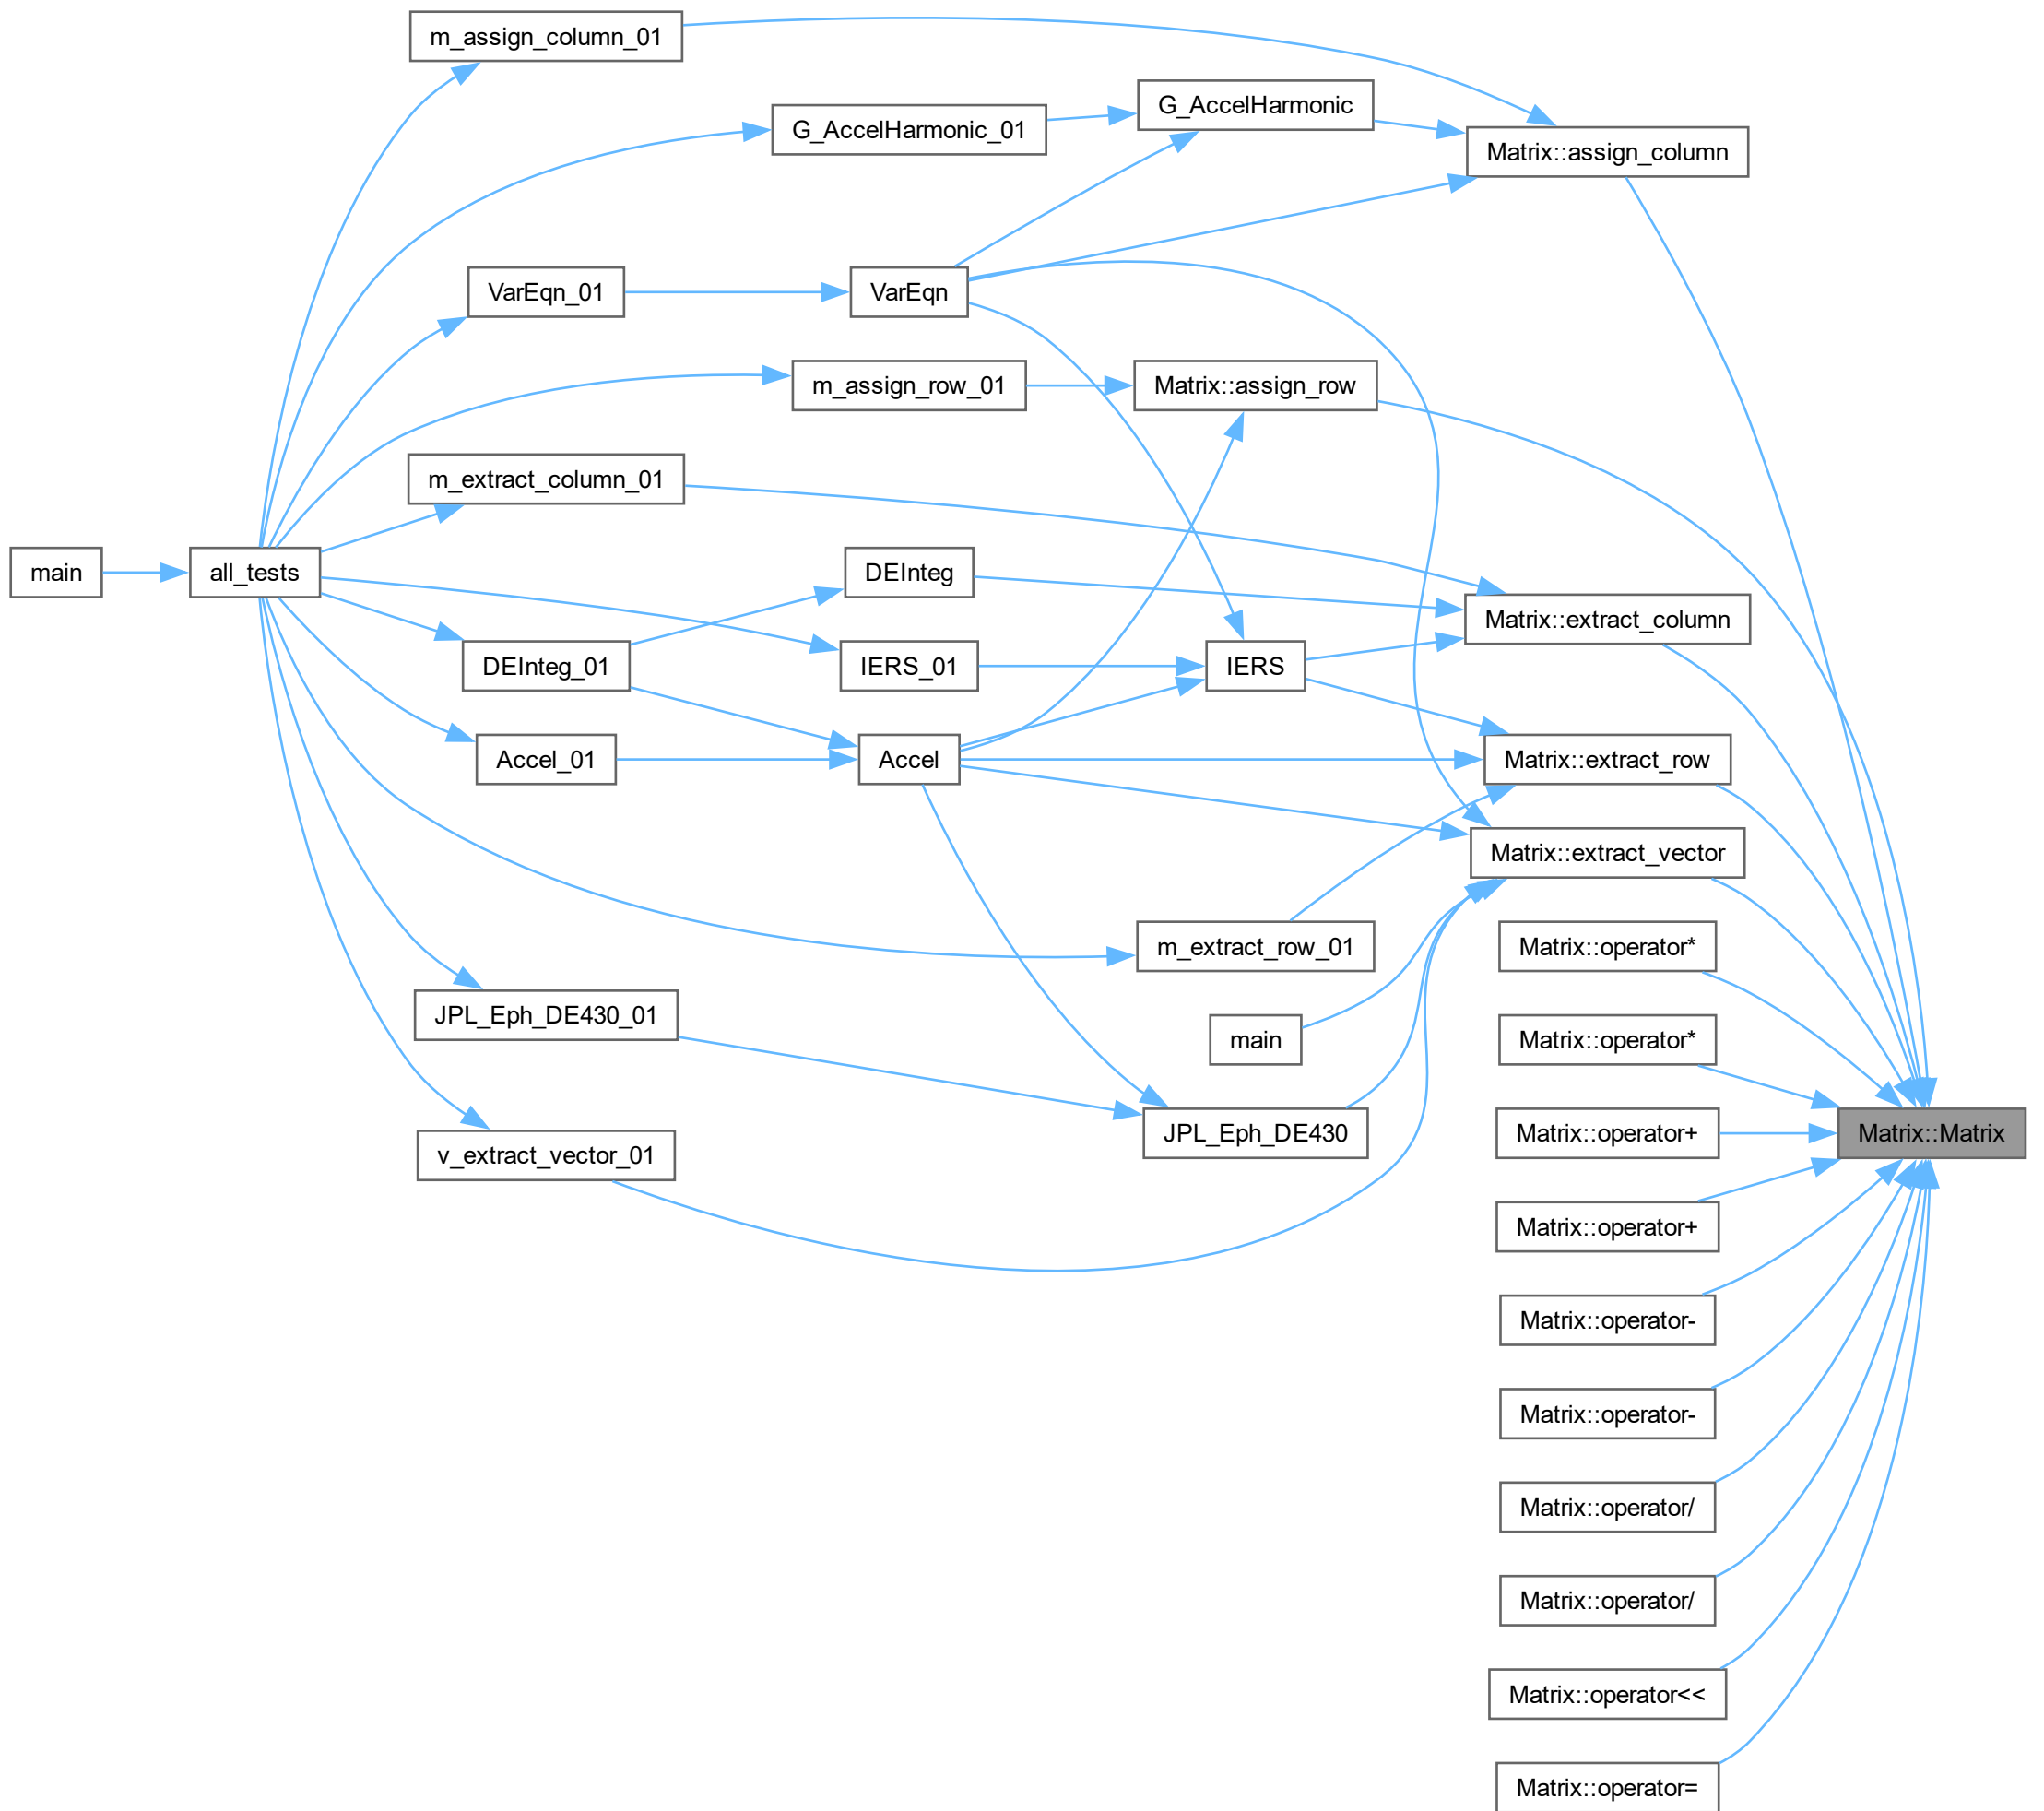 m_assign_column_01
G_AccelHarmonic
G_AccelHarmonic_01
Matrix::assign_column
VarEqn_01
VarEqn
m_assign_row_01
Matrix::assign_row
m_extract_column_01
main
all_tests
DEInteg
Matrix::extract_column
DEInteg_01
IERS_01
IERS
Accel_01
Accel
Matrix::extract_row
Matrix::extract_vector
m_extract_row_01
Matrix::operator*
JPL_Eph_DE430_01
main
Matrix::operator*
v_extract_vector_01
JPL_Eph_DE430
Matrix::operator+
Matrix::Matrix
Matrix::operator+
Matrix::operator-
Matrix::operator-
Matrix::operator/
Matrix::operator/
Matrix::operator<<
Matrix::operator=